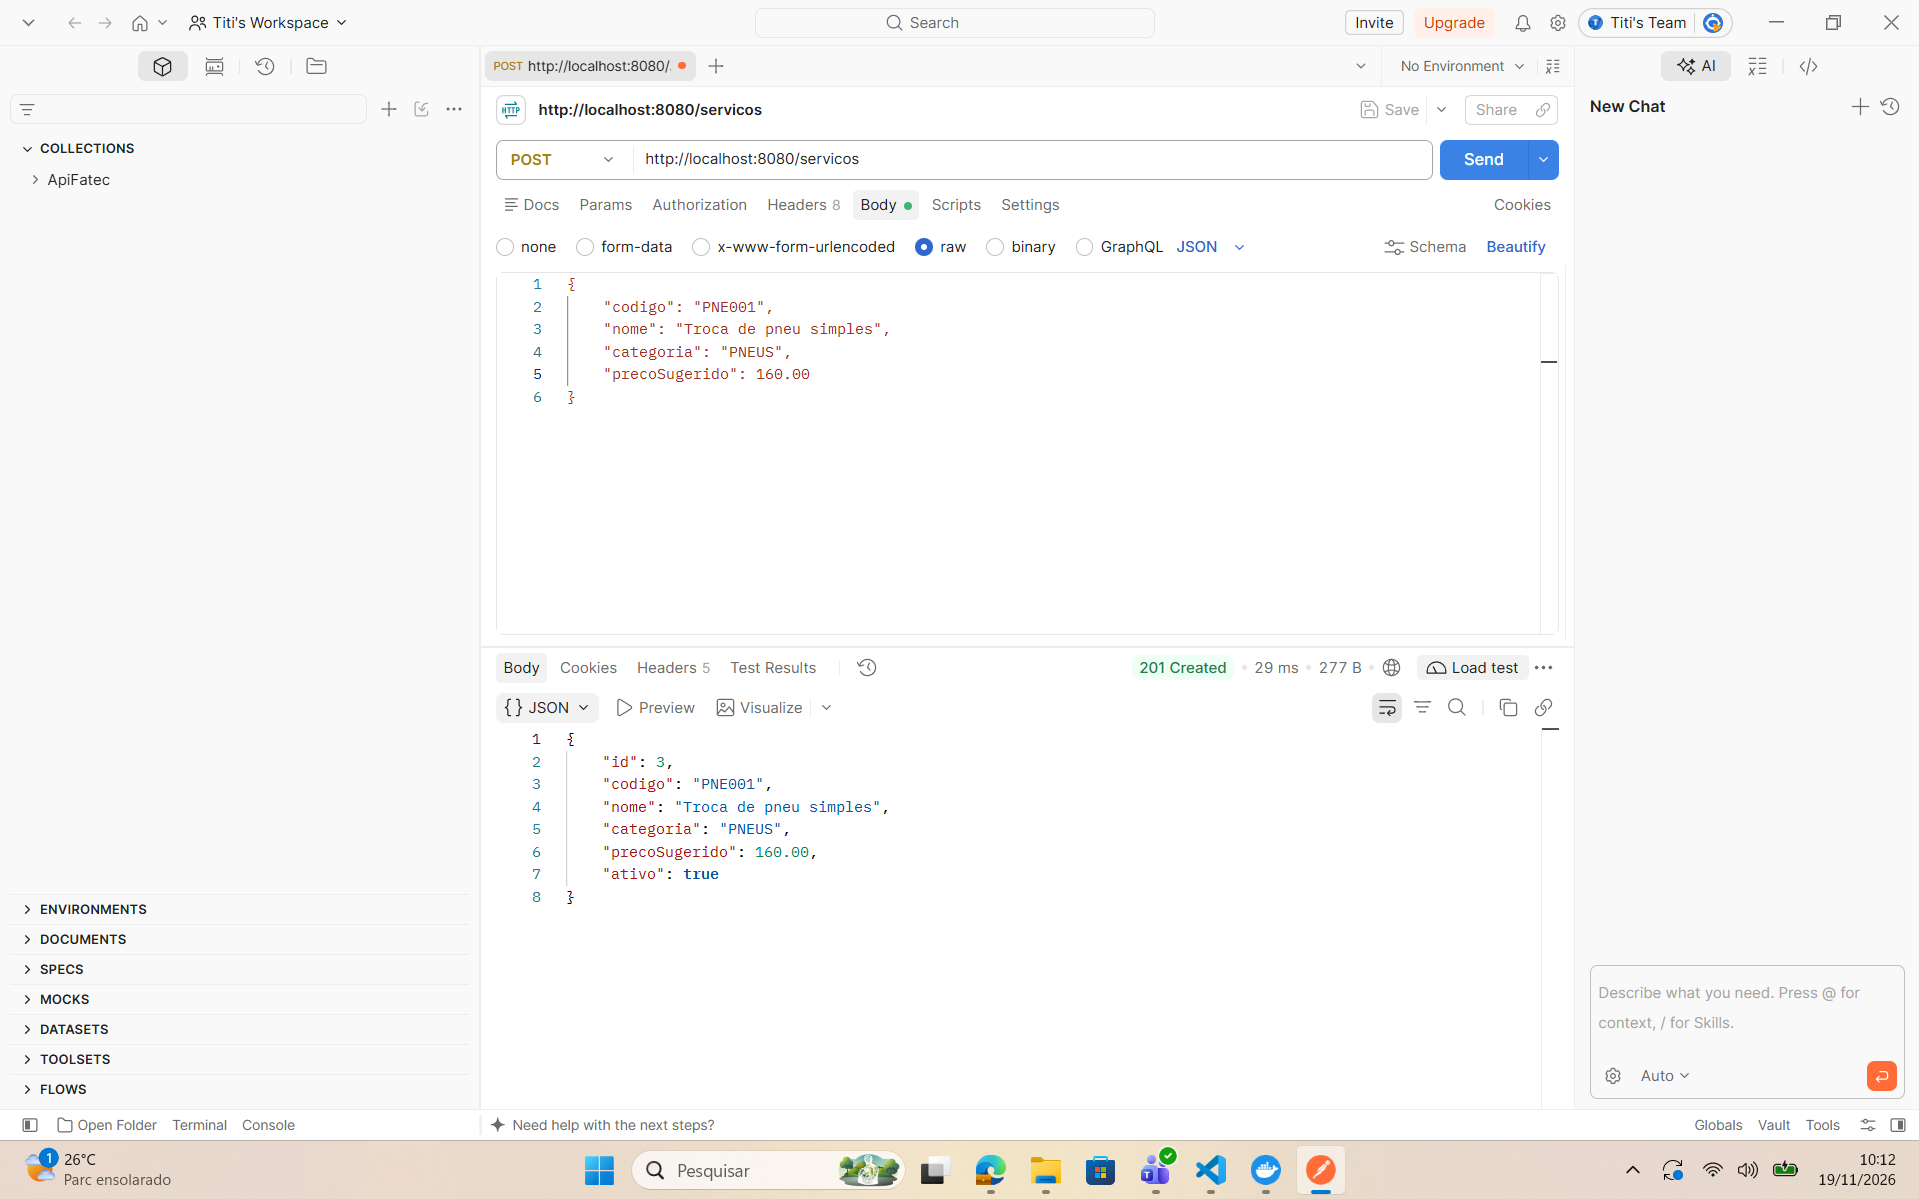 Titi's Workspace
Search
Invite
Upgrade
Titi's Team
POST http://localhost:8080/
No Environment
AI
HTTP
http://localhost:8080/servicos
Save
Share
New Chat
COLLECTIONS
ApiFatec
POST
http://localhost:8080/servicos
Send
Docs
Params
Authorization
Headers 8
Body
Scripts
Settings
Cookies
none
form-data
x-www-form-urlencoded
raw
binary
GraphQL
JSON
Schema
Beautify
1 {
2 "codigo": "PNE001",
3 "nome": "Troca de pneu simples",
4 "categoria": "PNEUS",
5 "precoSugerido": 160.00
6 }
Body
Cookies
Headers 5
Test Results
201 Created
29 ms
277 B
Load test
{} JSON
Preview
Visualize
1 {
2 "id": 3,
3 "codigo": "PNE001",
4 "nome": "Troca de pneu simples",
5 "categoria": "PNEUS",
6 "precoSugerido": 160.00,
7 "ativo": true
8 }
ENVIRONMENTS
DOCUMENTS
SPECS
MOCKS
DATASETS
TOOLSETS
FLOWS
Describe what you need. Press @ for
context, / for Skills.
Auto
Open Folder
Terminal
Console
Need help with the next steps?
Globals
Vault
Tools
1
26°C
Parc ensolarado
Pesquisar
10:12
19/11/2026